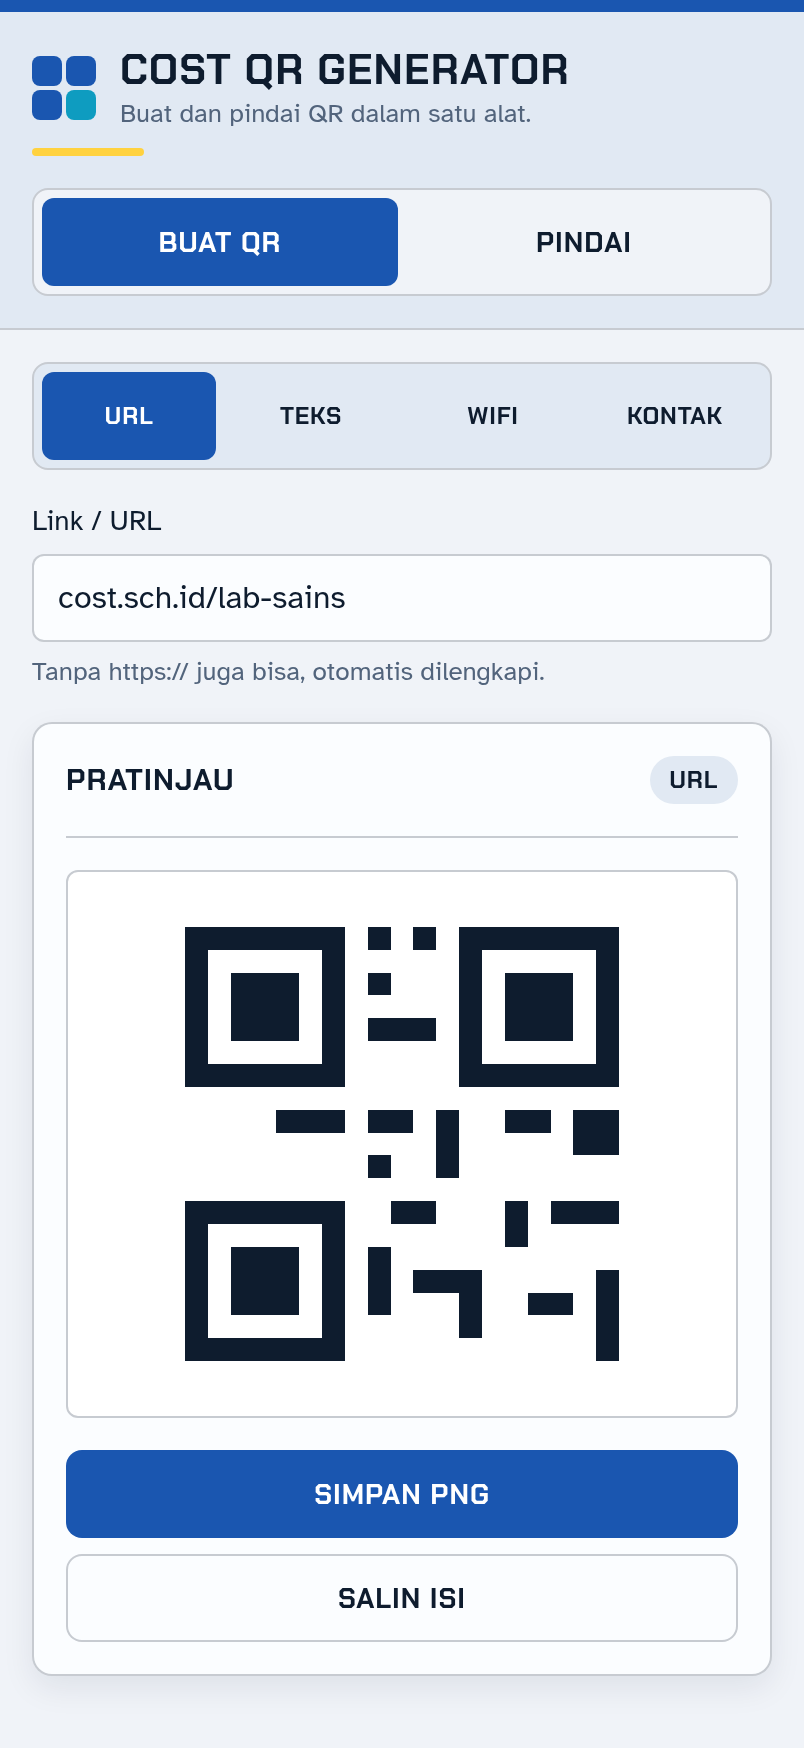 COST QR GENERATOR
Buat dan pindai QR dalam satu alat.
BUAT QR
PINDAI
URL
TEKS
WIFI
KONTAK
Link / URL
cost.sch.id/lab-sains
Tanpa https:// juga bisa, otomatis dilengkapi.
PRATINJAU
URL
SIMPAN PNG
SALIN ISI